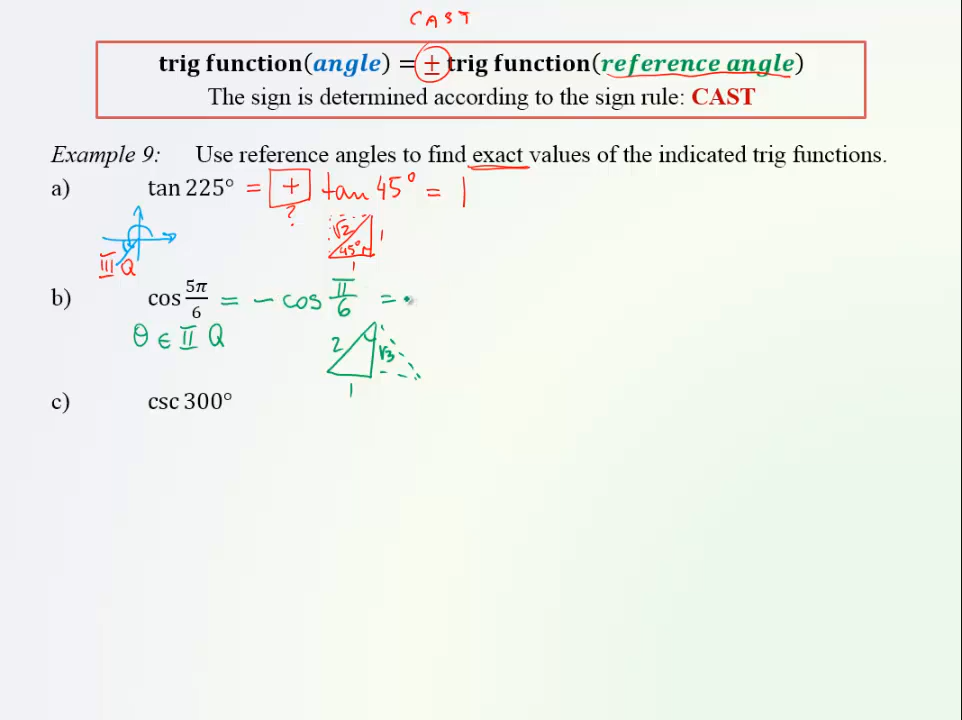 CAST
trig function(angle) = ± trig function(reference angle)
The sign is determined according to the sign rule: CAST
Example 9: Use reference angles to find exact values of the indicated trig functions.
a) tan 225° = + tan 45° = 1
?
√2 1
45°
1
III Q
b) cos 5π/6 = - cos π/6 =
θ ∈ II Q
2 √3
1
c) csc 300°